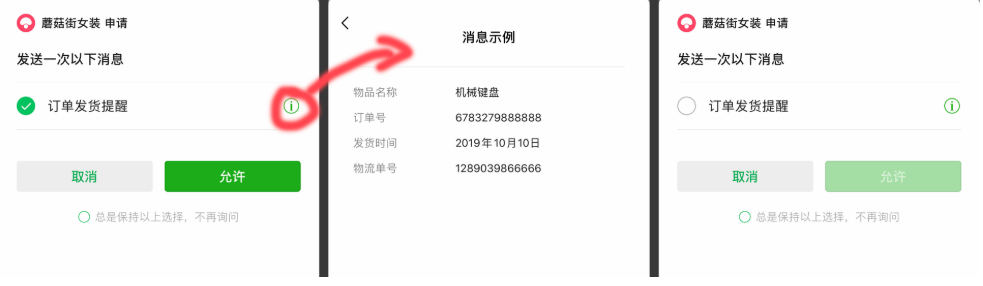 蘑菇街女装 申请
发送一次以下消息
订单发货提醒
取消
允许
总是保持以上选择，不再询问
消息示例
物品名称 机械键盘
订单号 6783279888888
发货时间 2019年10月10日
物流单号 1289039866666
蘑菇街女装 申请
发送一次以下消息
订单发货提醒
取消
允许
总是保持以上选择，不再询问